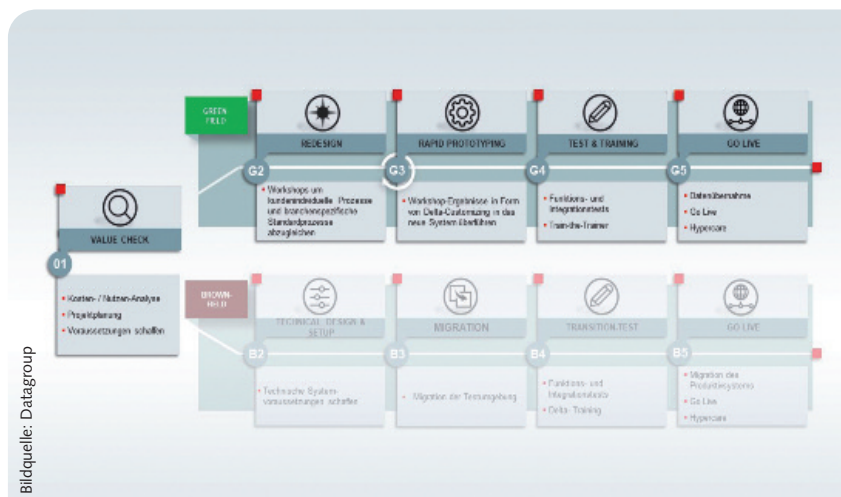 GREEN-
FIELD
REDESIGN
RAPID PROTOTYPING
TEST & TRAINING
GO LIVE
G2
G3
G4
G5
Workshops um
kundenindividuelle Prozesse
und branchenspezifische
Standardprozesse
abzugleichen
Workshop-Ergebnisse in Form
von Delta-Customizing in das
neue System überführen
Funktions- und
Integrationstests
Train-the-Trainer
Datenübernahme
Go Live
Hypercare
VALUE CHECK
01
Kosten- / Nutzen-Analyse
Projektplanung
Voraussetzungen schaffen
BROWN-
FIELD
TECHNICAL DESIGN &
SETUP
MIGRATION
TRANSITION-TEST
GO LIVE
B2
B3
B4
B5
Technische System-
voraussetzungen schaffen
Migration der Testumgebung
Funktions- und
Integrationstests
Delta- Training
Migration des
Produktivsystems
Go Live
Hypercare
Bildquelle: Datagroup